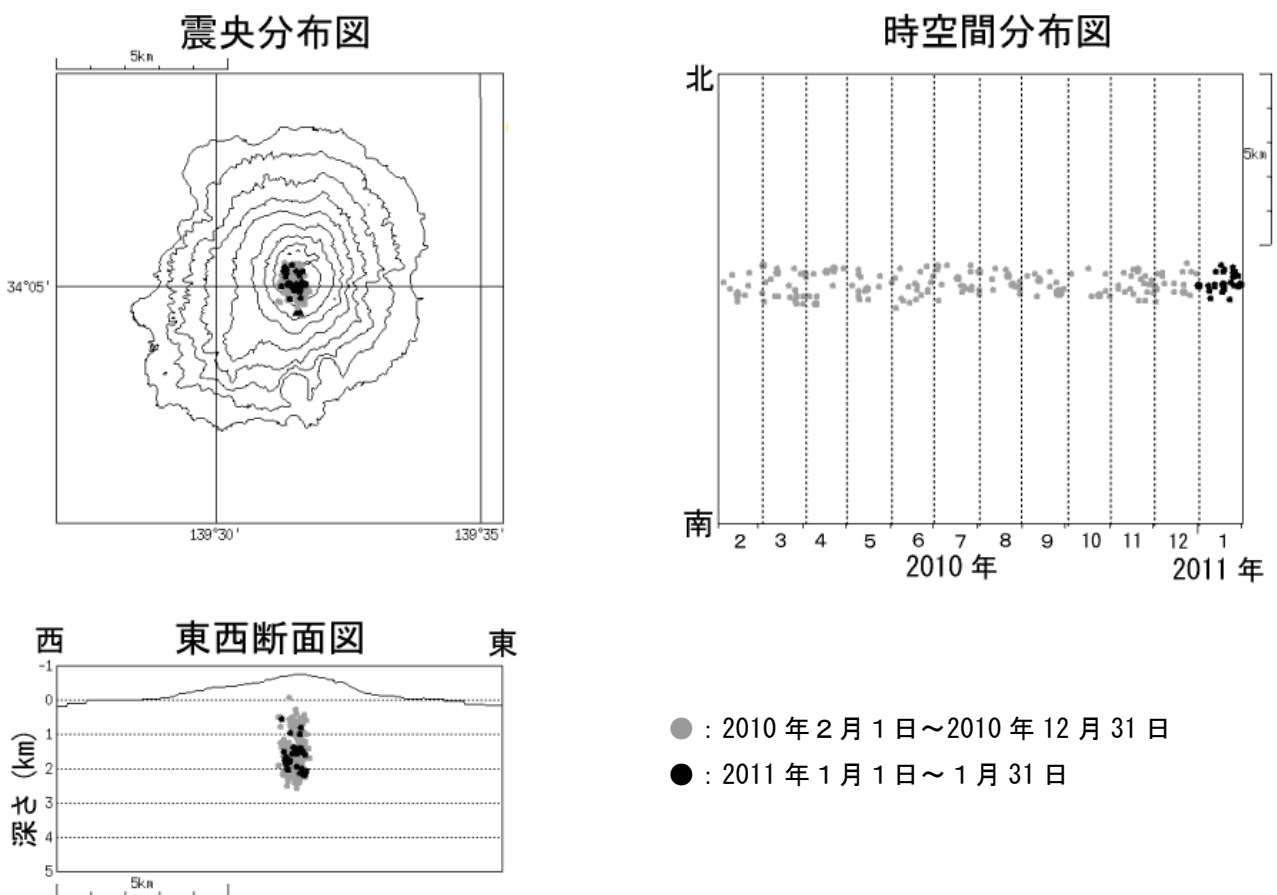 震央分布図
5km
34°05'
139°30'
139°35'
時空間分布図
北
南
5km
2 3 4 5 6 7 8 9 10 11 12 1
2010 年 2011 年
西 東西断面図 東
-1
0
1
2
3
4
5
深さ (km)
5km
● : 2010 年２月１日～2010 年 12 月 31 日
● : 2011 年１月１日～１月 31 日